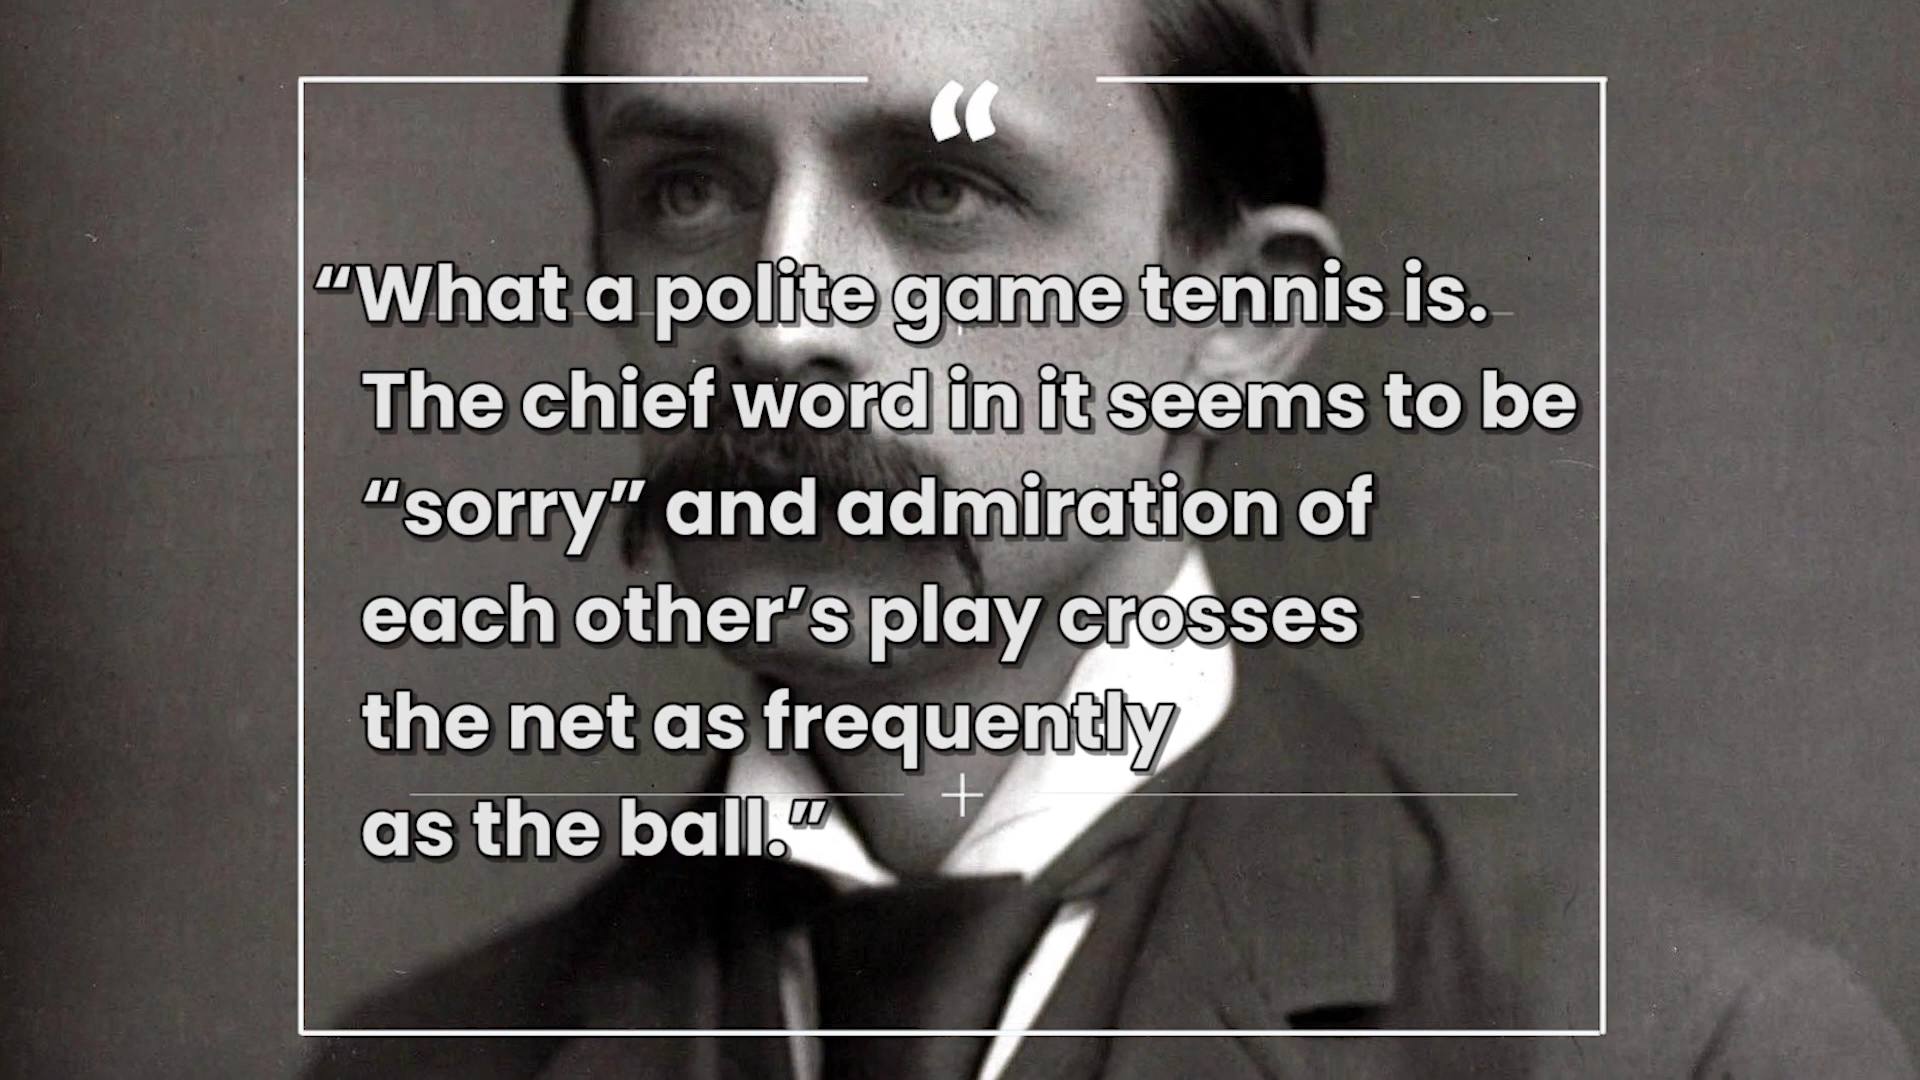 “
“What a polite game tennis is.
The chief word in it seems to be
“sorry” and admiration of
each other’s play crosses
the net as frequently
as the ball.”